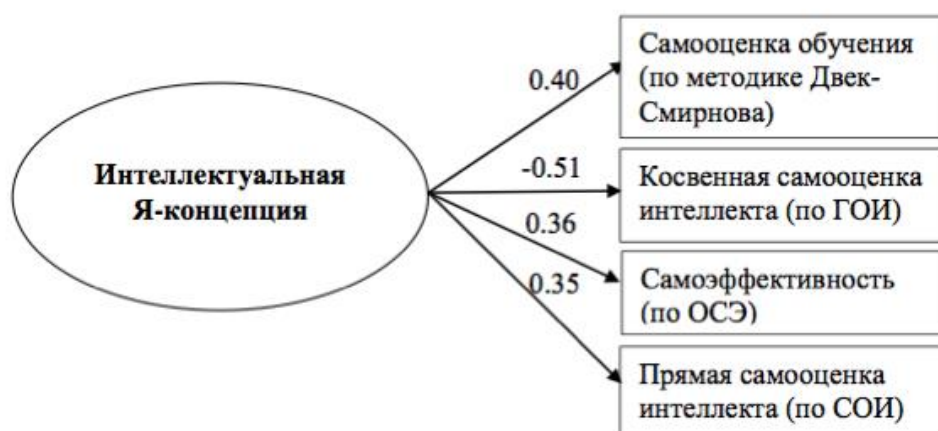 Интеллектуальная
Я-концепция
0.40
-0.51
0.36
0.35
Самооценка обучения
(по методике Двек-
Смирнова)
Косвенная самооценка
интеллекта (по ГОИ)
Самоэффективность
(по ОСЭ)
Прямая самооценка
интеллекта (по СОИ)